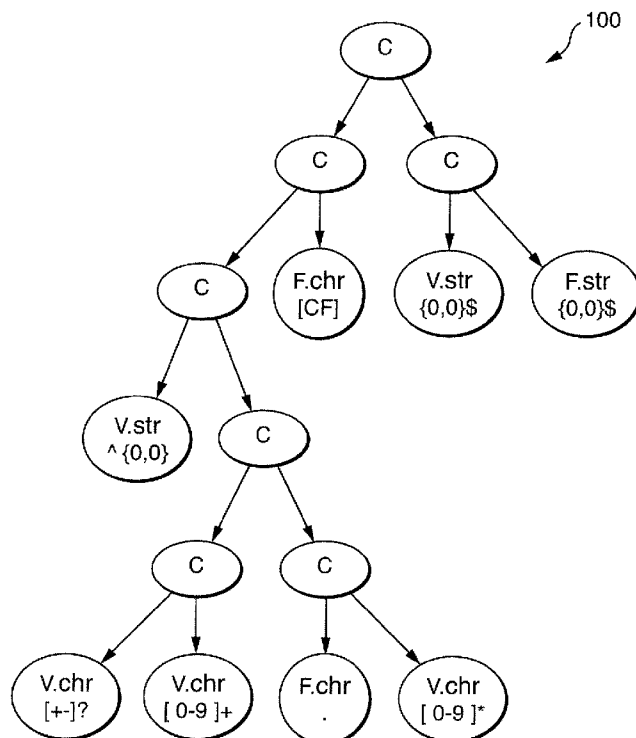 100
C
C
C
C
F.chr
[CF]
V.str
{0,0}$
F.str
{0,0}$
V.str
^{0,0}
C
C
C
V.chr
[+-]?
V.chr
[ 0-9 ]+
F.chr
.
V.chr
[ 0-9 ]*